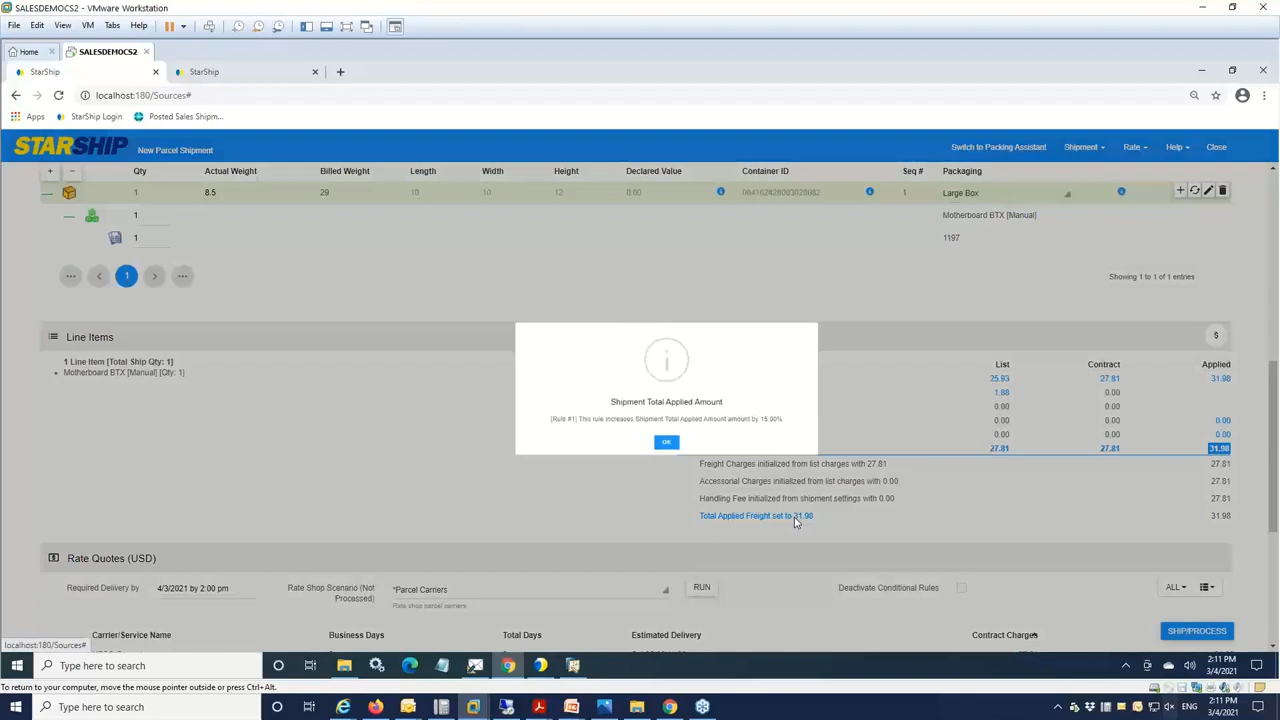 SALESDEMOCS2 - VMware Workstation
File Edit View VM Tabs Help
Home SALESDEMOCS2
StarShip StarShip
localhost:180/Sources#
Apps StarShip Login Posted Sales Shipm...
STARSHIP New Parcel Shipment Switch to Packing Assistant Shipment Rate Help Close
Qty Actual Weight Billed Weight Length Width Height Declared Value Container ID Seq # Packaging
1 8.5 29 10 10 12 0.00 1 Large Box
1 Motherboard BTX [Manual]
1 1197
1
Showing 1 to 1 of 1 entries
Line Items $
1 Line Item [Total Ship Qty: 1]
Motherboard BTX [Manual] [Qty: 1]
List Contract Applied
25.93 27.81 31.98
1.88 0.00
0.00 0.00 0.00
0.00 0.00 0.00
27.81 27.81 31.98
Shipment Total Applied Amount
[Rule #1] This rule increases Shipment Total Applied Amount amount by 15.00%
OK
Freight Charges initialized from list charges with 27.81 27.81
Accessorial Charges initialized from list charges with 0.00 27.81
Handling Fee initialized from shipment settings with 0.00 27.81
Total Applied Freight set to 31.98 31.98
Rate Quotes (USD)
Required Delivery by 4/3/2021 by 2:00 pm Rate Shop Scenario (Not Processed) *Parcel Carriers RUN Deactivate Conditional Rules ALL
Rate shop parcel carriers
Carrier/Service Name Business Days Total Days Estimated Delivery Contract Charges
SHIP/PROCESS
localhost:180/Sources#
Type here to search 2:11 PM
3/4/2021
To return to your computer, move the mouse pointer outside or press Ctrl+Alt.
Type here to search 2:11 PM
3/4/2021